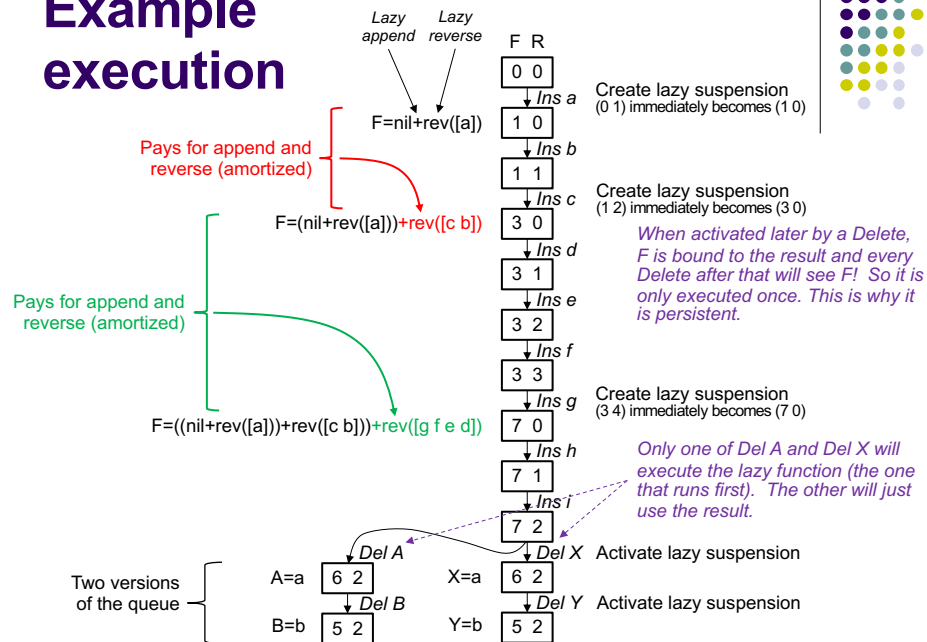 Example
execution
Lazy append
Lazy reverse
F R
0 0
Ins a
Create lazy suspension
(0 1) immediately becomes (1 0)
F=nil+rev([a])
1 0
Ins b
Pays for append and
reverse (amortized)
1 1
Ins c
Create lazy suspension
(1 2) immediately becomes (3 0)
F=(nil+rev([a]))+rev([c b])
3 0
When activated later by a Delete,
F is bound to the result and every
Delete after that will see F! So it is
only executed once. This is why it
is persistent.
Ins d
3 1
Pays for append and
reverse (amortized)
Ins e
3 2
Ins f
3 3
Ins g
Create lazy suspension
(3 4) immediately becomes (7 0)
F=((nil+rev([a]))+rev([c b]))+rev([g f e d])
7 0
Ins h
Only one of Del A and Del X will
execute the lazy function (the one
that runs first). The other will just
use the result.
7 1
Ins i
7 2
Del A
Del X
Activate lazy suspension
Two versions
of the queue
A=a
6 2
X=a
6 2
Del B
Del Y
Activate lazy suspension
B=b
5 2
Y=b
5 2